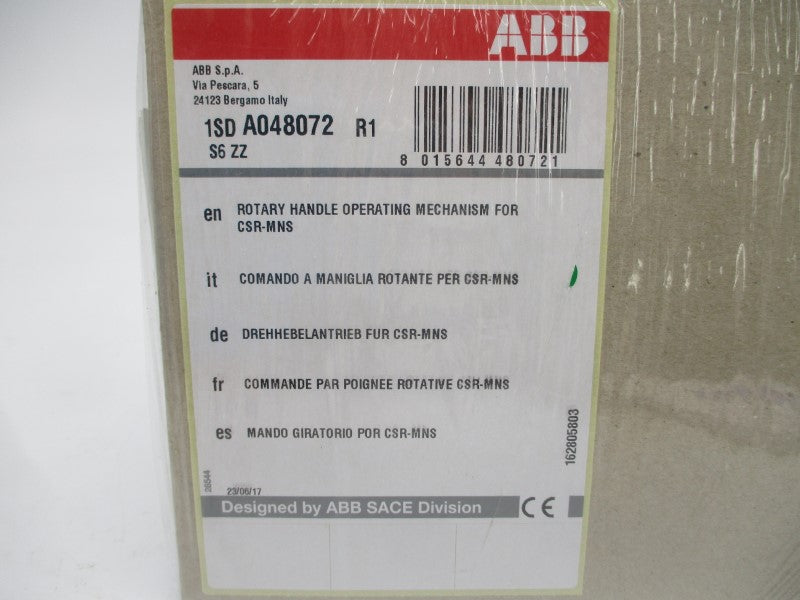 ABB
ABB S.p.A.
Via Pescara, 5
24123 Bergamo Italy
1SD A048072 R1
S6 ZZ
8 015644 480721
en ROTARY HANDLE OPERATING MECHANISM FOR
CSR-MNS
it COMANDO A MANIGLIA ROTANTE PER CSR-MNS
de DREHHEBELANTRIEB FUR CSR-MNS
fr COMMANDE PAR POIGNEE ROTATIVE CSR-MNS
es MANDO GIRATORIO POR CSR-MNS
162805803
26544
23/06/17
Designed by ABB SACE Division
CE